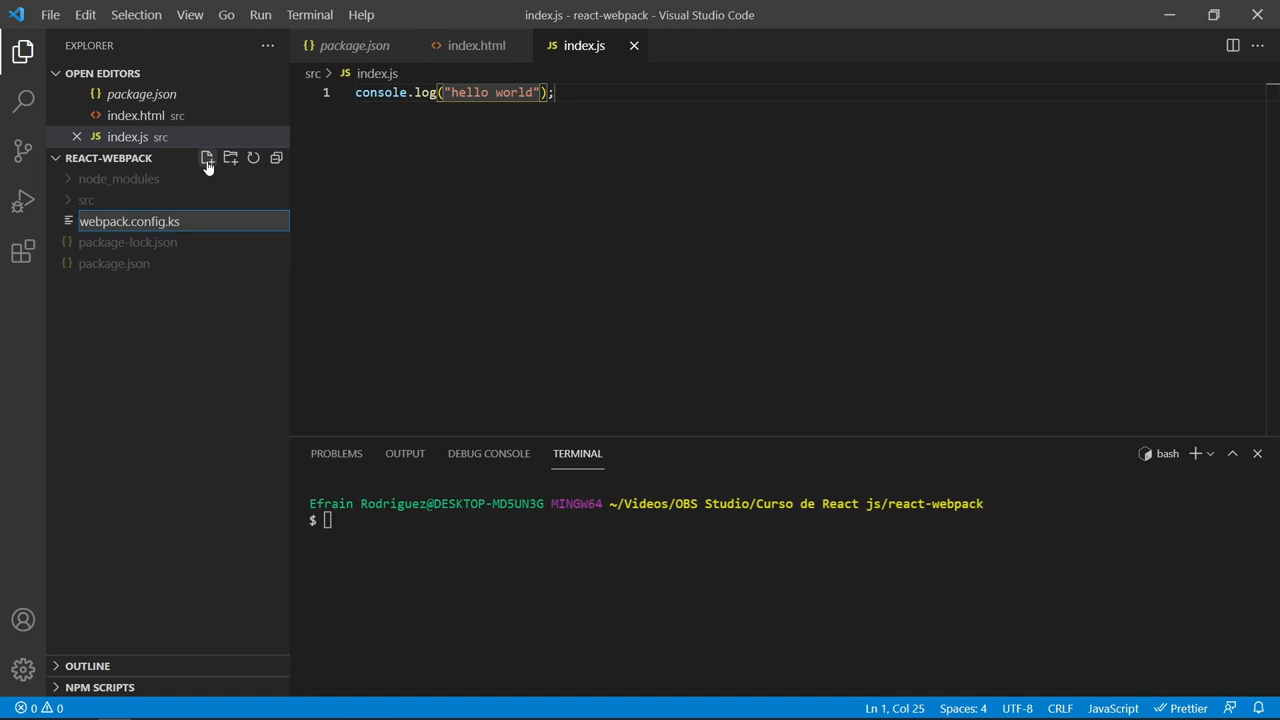 File Edit Selection View Go Run Terminal Help
index.js - react-webpack - Visual Studio Code
EXPLORER
OPEN EDITORS
{} package.json
<> index.html src
JS index.js src
REACT-WEBPACK
node_modules
src
webpack.config.ks
{} package-lock.json
{} package.json
OUTLINE
NPM SCRIPTS
{} package.json <> index.html JS index.js
src > JS index.js
1 console.log("hello world");
PROBLEMS OUTPUT DEBUG CONSOLE TERMINAL
bash
Efrain Rodriguez@DESKTOP-MD5UN3G MINGW64 ~/Videos/OBS Studio/Curso de React js/react-webpack
$
0 0
Ln 1, Col 25 Spaces: 4 UTF-8 CRLF JavaScript Prettier